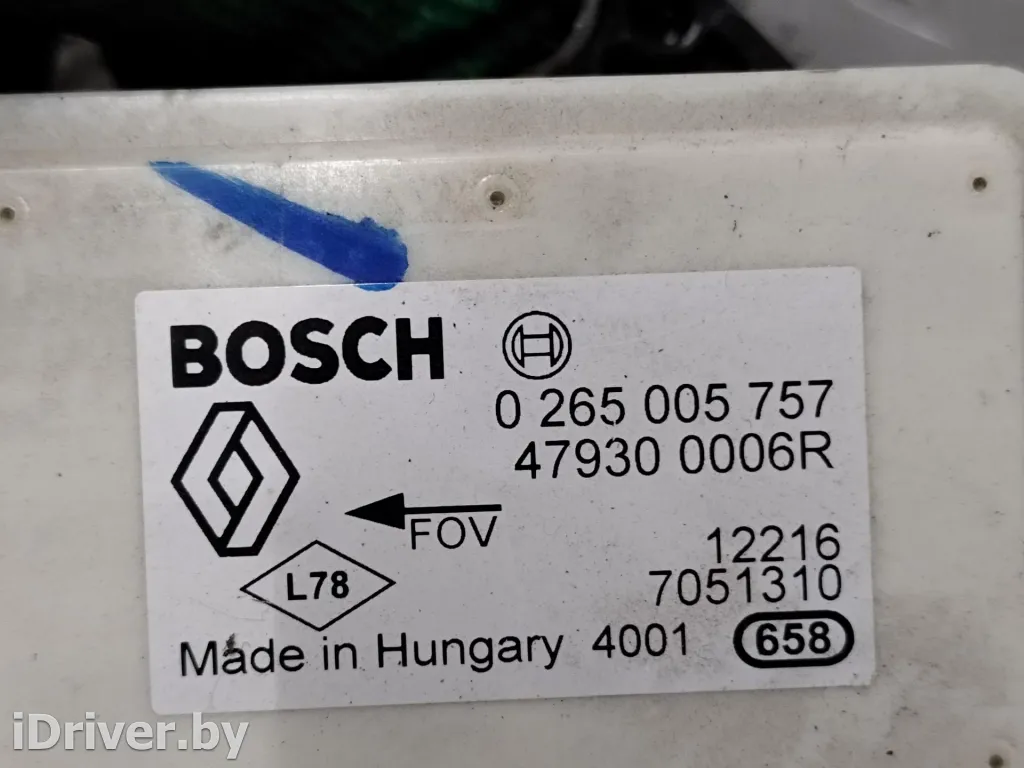 BOSCH
0 265 005 757
47930 0006R
FOV
12216
L78
7051310
Made in Hungary 4001 658
iDriver.by